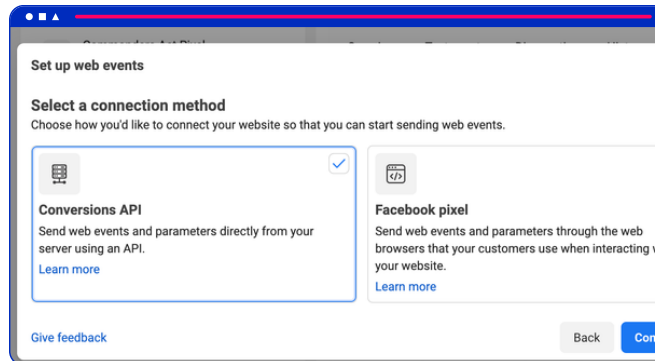 Set up web events
Select a connection method
Choose how you'd like to connect your website so that you can start sending web events.
Conversions API
Send web events and parameters directly from your
server using an API.
Learn more
Facebook pixel
Send web events and parameters through the web
browsers that your customers use when interacting
your website.
Learn more
Give feedback
Back